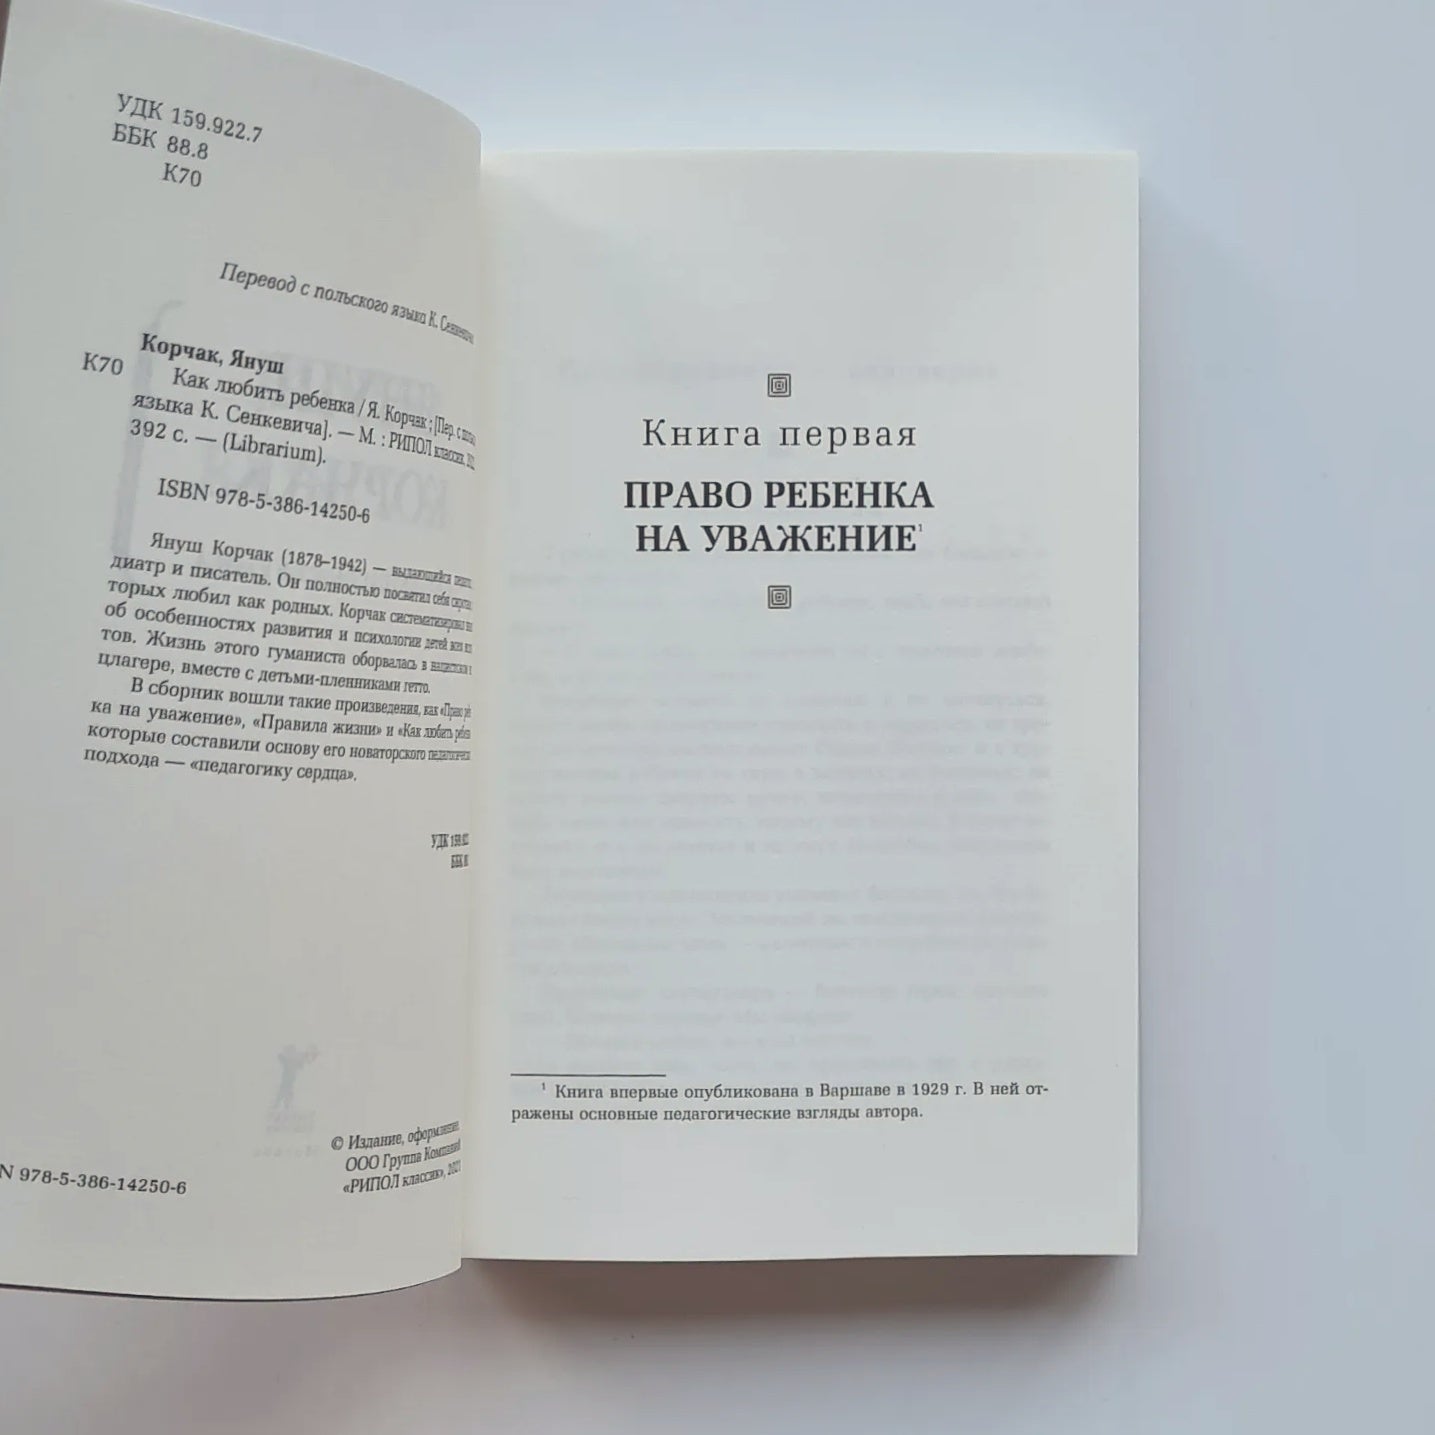 УДК 159.922.7
ББК 88.8
К70
Перевод с польского языка К. Сенкевича
Корчак, Януш
К70
Как любить ребенка / Я. Корчак ; [Пер. с
языка К. Сенкевича]. — М. : РИПОЛ классик,
392 с. — (Librarium).
ISBN 978-5-386-14250-6
Януш Корчак (1878–1942) — выдающийся
диатр и писатель. Он полностью посвятил себя
торых любил как родных. Корчак систематизировал
об особенностях развития и психологии детей
тов. Жизнь этого гуманиста оборвалась в
цлагере, вместе с детьми-пленниками гетто.
В сборник вошли такие произведения, как «Право ре
ка на уважение», «Правила жизни» и «Как любить
которые составили основу его новаторского
подхода — «педагогику сердца».
УДК
ББК
© Издание, оформление.
ООО Группа Компаний
«РИПОЛ классик»,
N 978-5-386-14250-6
Книга первая
ПРАВО РЕБЕНКА
НА УВАЖЕНИЕ¹
¹ Книга впервые опубликована в Варшаве в 1929 г. В ней от-
ражены основные педагогические взгляды автора.